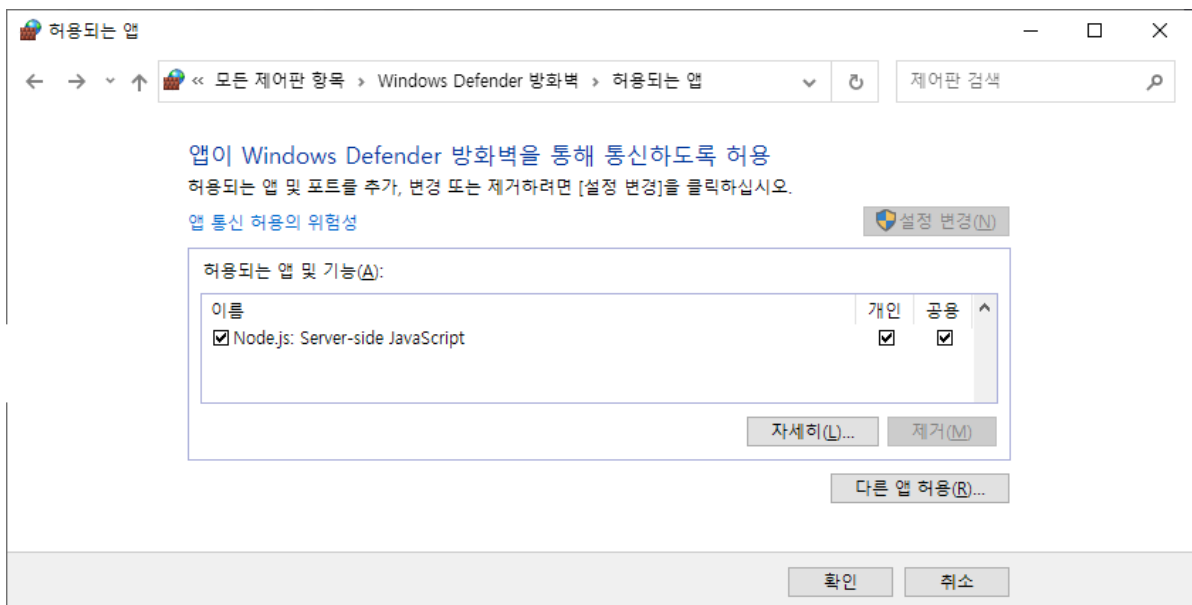 허용되는 앱
« 모든 제어판 항목 › Windows Defender 방화벽 › 허용되는 앱
제어판 검색
앱이 Windows Defender 방화벽을 통해 통신하도록 허용
허용되는 앱 및 포트를 추가, 변경 또는 제거하려면 [설정 변경]을 클릭하십시오.
앱 통신 허용의 위험성
설정 변경(N)
허용되는 앱 및 기능(A):
이름 개인 공용
Node.js: Server-side JavaScript
자세히(L)...
제거(M)
다른 앱 허용(R)...
확인
취소